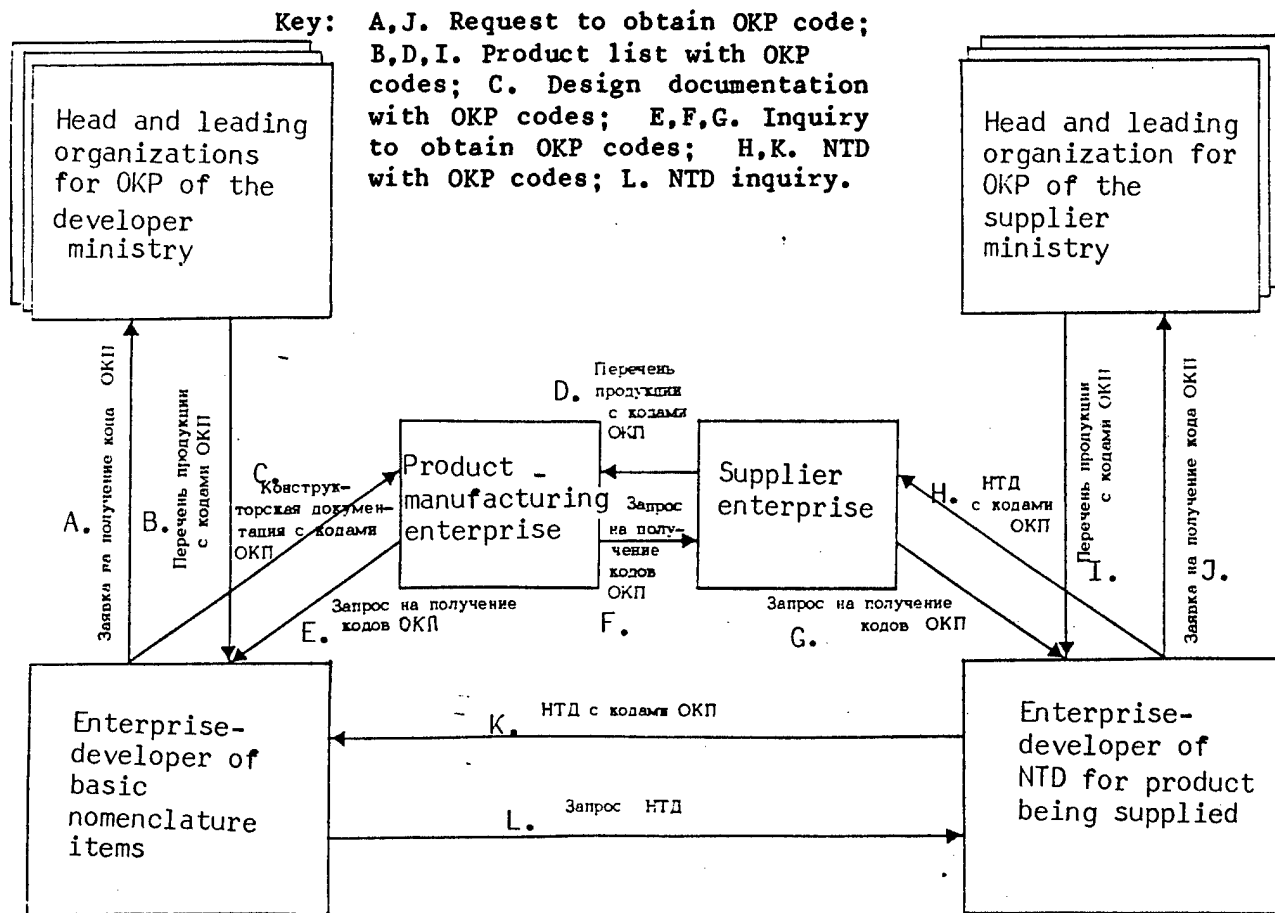 Key: A,J. Request to obtain OKP code;
B,D,I. Product list with OKP
codes; C. Design documentation
with OKP codes; E,F,G. Inquiry
to obtain OKP codes; H,K. NTD
with OKP codes; L. NTD inquiry.
Head and leading
organizations
for OKP of the
developer
ministry
Head and leading
organization for
OKP of the
supplier
ministry
A.
Заявка на получение кода ОКП
B.
Перечень продукции
с кодами ОКП
C.
Конструк-
торская докумен-
тация с кодами
ОКП
D.
Перечень
продукции
с кодами
ОКП
Product
manufacturing
enterprise
Supplier
enterprise
E.
Запрос на получение
кодов ОКП
F.
Запрос
на полу-
чение
кодов
ОКП
G.
Запрос на получение
кодов ОКП
H.
НТД
с кодами
ОКП
I.
Перечень продукции
с кодами ОКП
J.
Заявка на получение кода ОКП
Enterprise-
developer of
basic
nomenclature
items
K.
НТД с кодами ОКП
L.
Запрос НТД
Enterprise-
developer of
NTD for product
being supplied